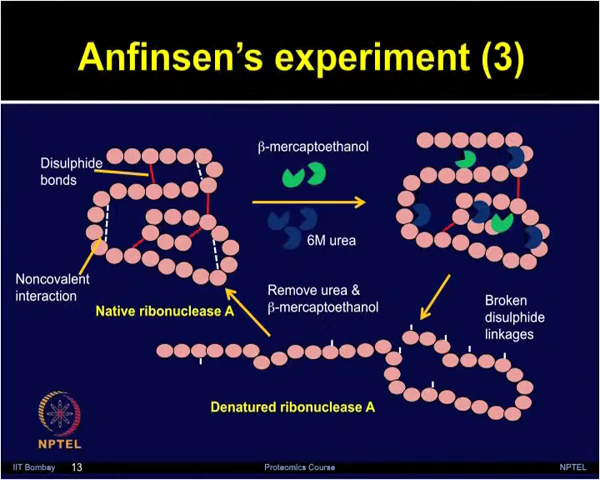 Anfinsen's experiment (3)
Disulphide
bonds
β-mercaptoethanol
6M urea
Noncovalent
interaction
Native ribonuclease A
Remove urea &
β-mercaptoethanol
Broken
disulphide
linkages
Denatured ribonuclease A
NPTEL
IIT Bombay 13 Proteomics Course NPTEL